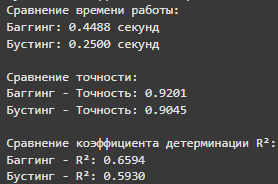 Сравнение времени работы:
Баггинг: 0.4488 секунд
Бустинг: 0.2500 секунд
Сравнение точности:
Баггинг - Точность: 0.9201
Бустинг - Точность: 0.9045
Сравнение коэффициента детерминации R²:
Баггинг - R²: 0.6594
Бустинг - R²: 0.5930